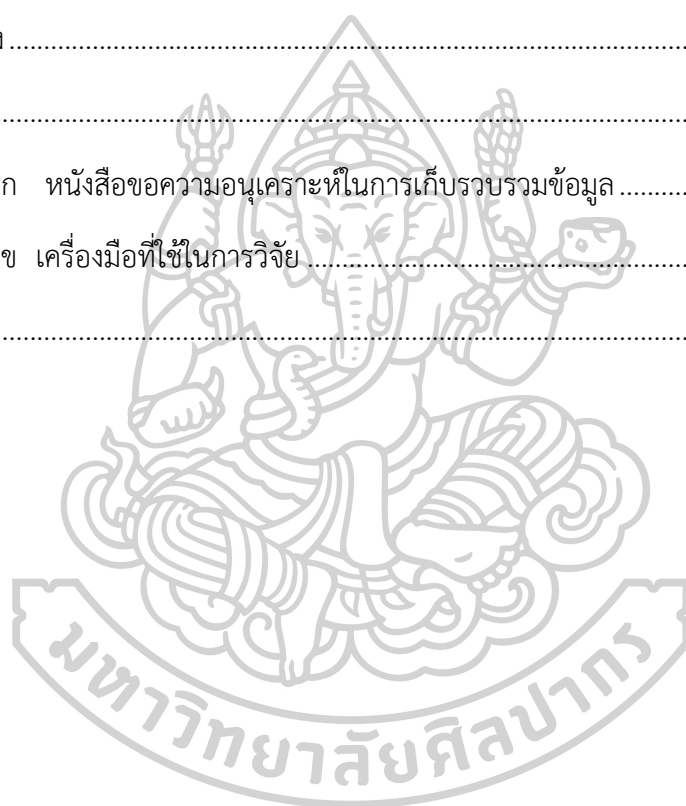 ..........
..........
ก หนังสือขอความอนุเคราะห์ในการเก็บรวบรวมข้อมูล ..........
ข เครื่องมือที่ใช้ในการวิจัย ..........
..........
มหาวิทยาลัยศิลปากร